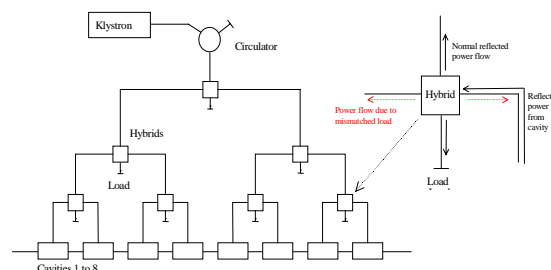 Klystron
Circulator
Hybrids
Load
Cavities 1 to 8
Normal reflected
power flow
Hybrid
Power flow due to
mismatched load
Reflect
power
from
cavity
Load